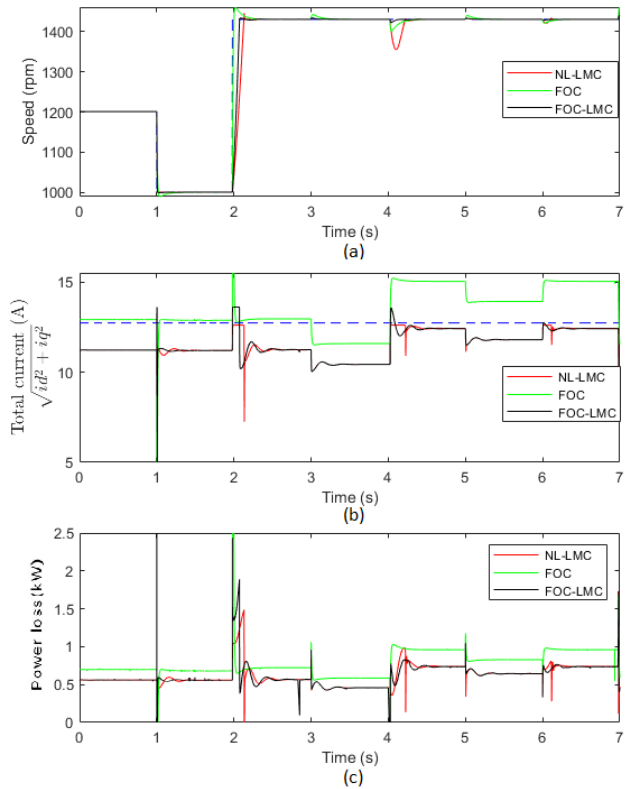 1400
1300
1200
1100
1000
Speed (rpm)
NL-LMC
FOC
FOC-LMC
0 1 2 3 4 5 6 7
Time (s)
(a)
15
10
5
Total current (A)
√id² + iq²
NL-LMC
FOC
FOC-LMC
0 1 2 3 4 5 6 7
Time (s)
(b)
2.5
2
1.5
1
0.5
0
Power loss(kW)
NL-LMC
FOC
FOC-LMC
0 1 2 3 4 5 6 7
Time (s)
(c)